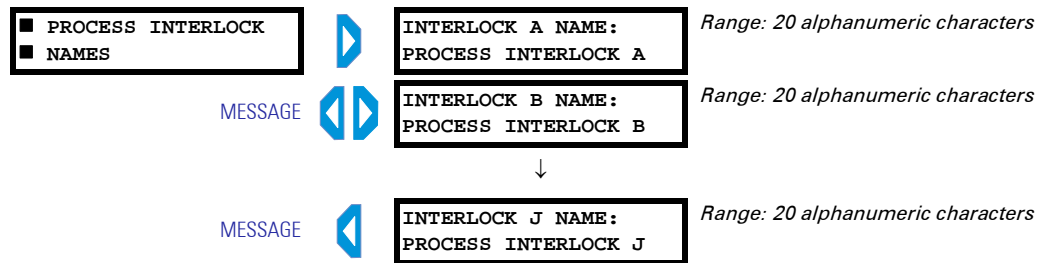 ■ PROCESS INTERLOCK
■ NAMES
INTERLOCK A NAME:
PROCESS INTERLOCK A
Range: 20 alphanumeric characters
MESSAGE
INTERLOCK B NAME:
PROCESS INTERLOCK B
Range: 20 alphanumeric characters
↓
MESSAGE
INTERLOCK J NAME:
PROCESS INTERLOCK J
Range: 20 alphanumeric characters